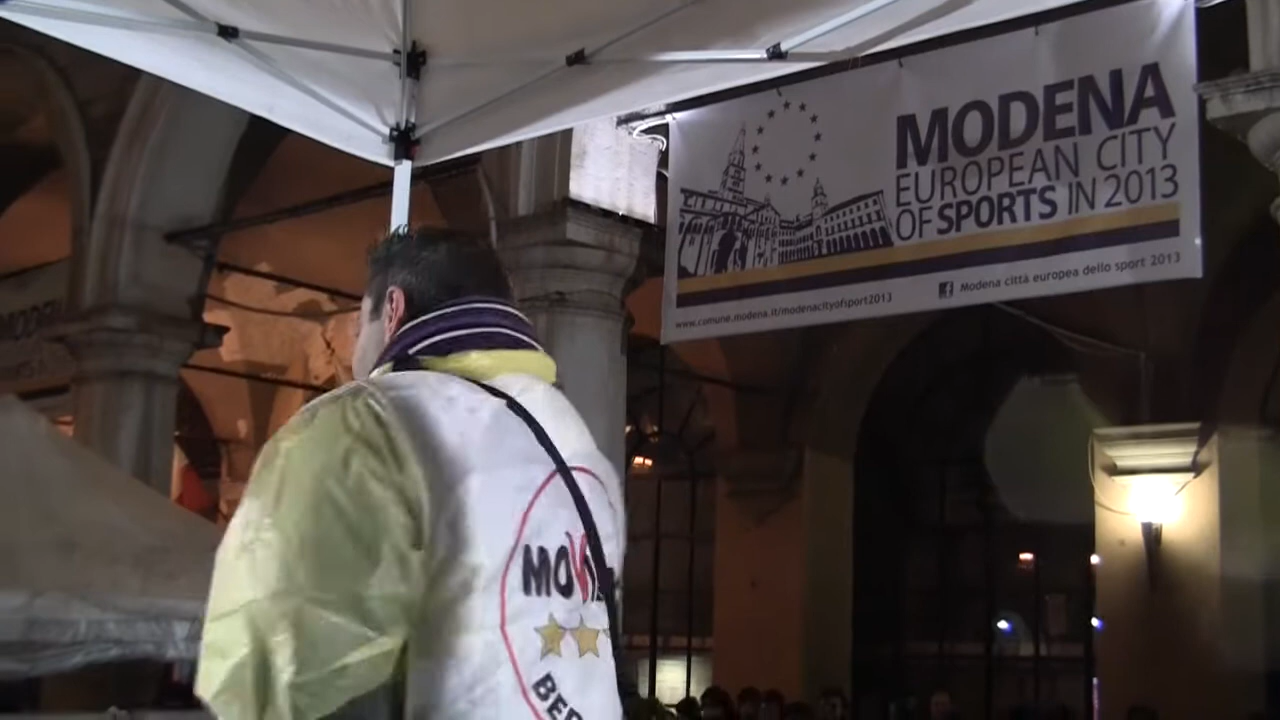 MODENA
EUROPEAN CITY
OF SPORTS IN 2013
www.comune.modena.it/modenacityofsport2013
Modena città europea dello sport 2013